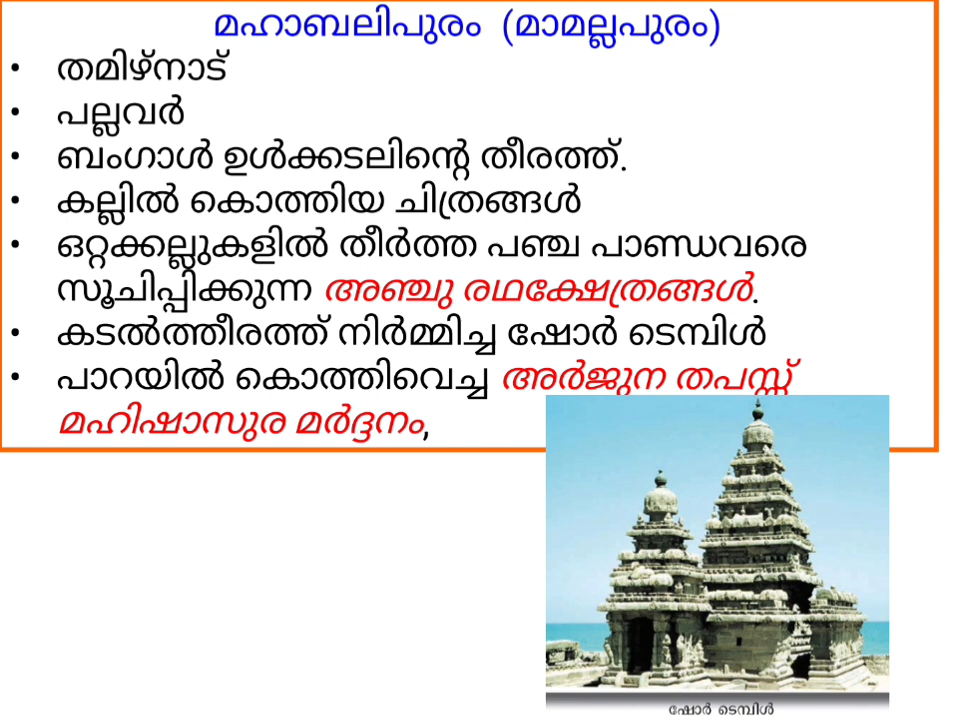 മഹാബലിപുരം (മാമല്ലപുരം)
• തമിഴ്നാട്
• പല്ലവർ
• ബംഗാൾ ഉൾക്കടലിന്റെ തീരത്ത്.
• കല്ലിൽ കൊത്തിയ ചിത്രങ്ങൾ
• ഒറ്റക്കല്ലുകളിൽ തീർത്ത പഞ്ച പാണ്ഡവരെ
സൂചിപ്പിക്കുന്ന അഞ്ചു രഥക്ഷേത്രങ്ങൾ.
• കടൽത്തീരത്ത് നിർമ്മിച്ച ഷോർ ടെമ്പിൾ
• പാറയിൽ കൊത്തിവെച്ച അർജുന തപസ്സ്
മഹിഷാസുര മർദ്ദനം,
ഷോർ ടെമ്പിൾ